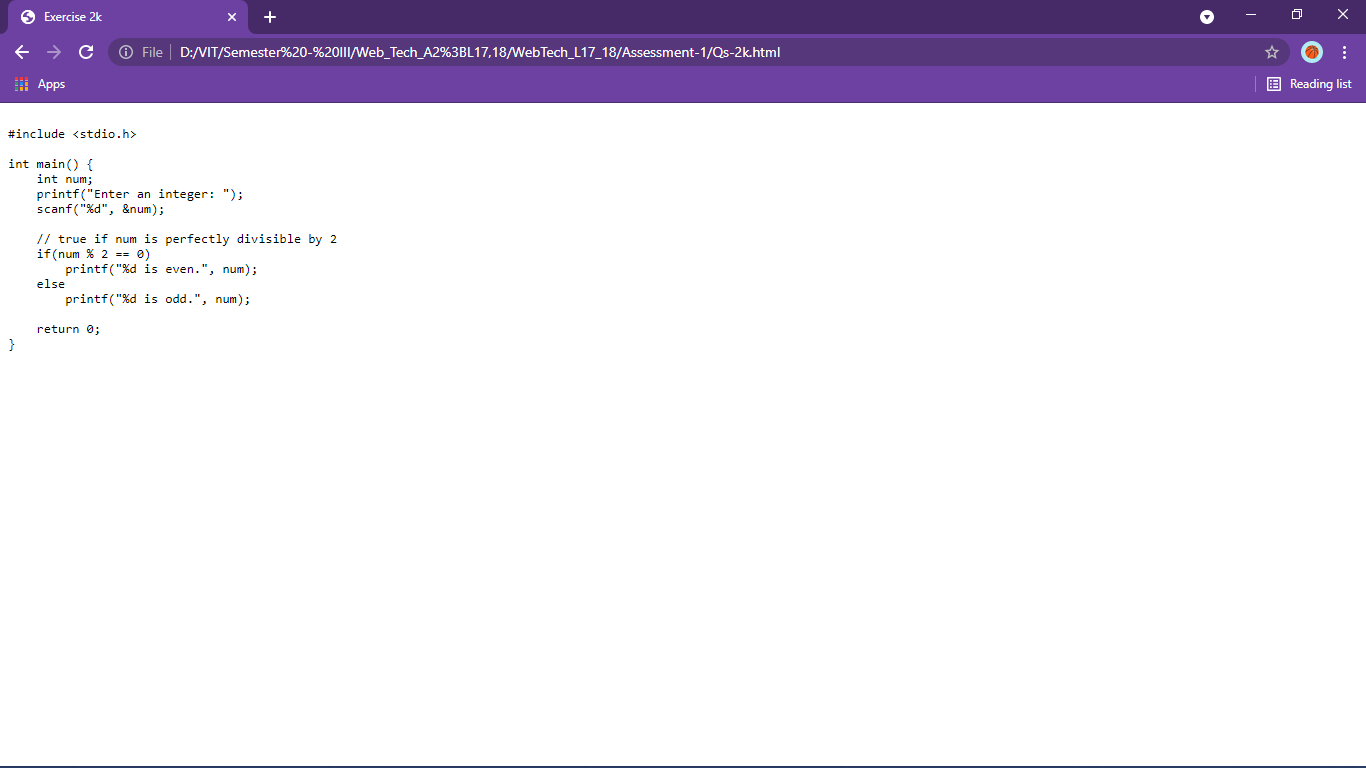 Exercise 2k
File
D:/VIT/Semester%20-%20III/Web_Tech_A2%3BL17,18/WebTech_L17_18/Assessment-1/Qs-2k.html
Apps
Reading list
#include <stdio.h>
int main() {
    int num;
    printf("Enter an integer: ");
    scanf("%d", &num);
    // true if num is perfectly divisible by 2
    if(num % 2 == 0)
        printf("%d is even.", num);
    else
        printf("%d is odd.", num);
    return 0;
}